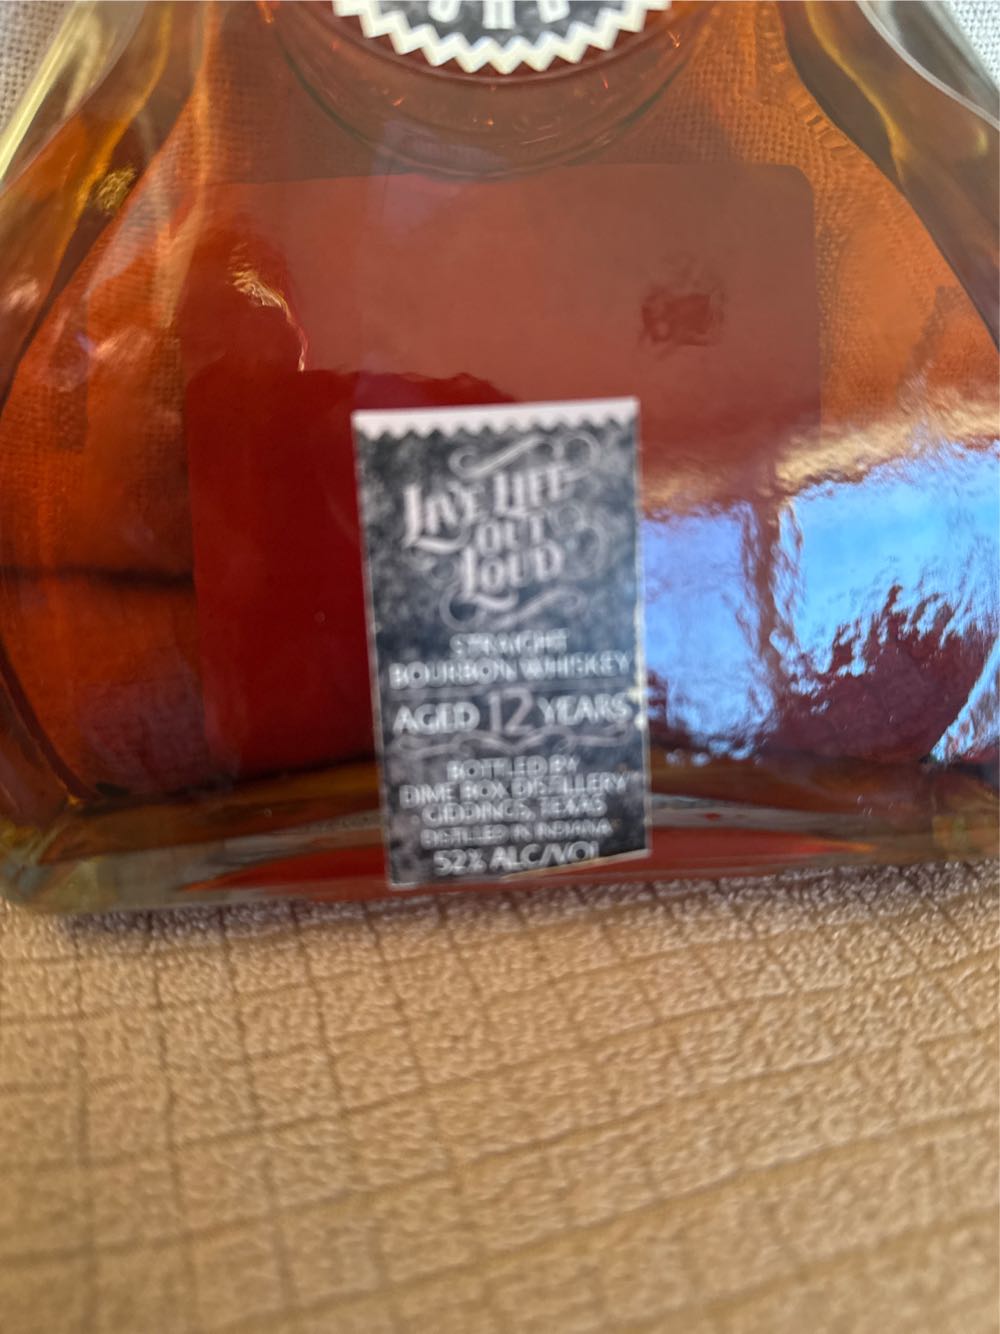 LIVE LIFE
OUT
LOUD
STRAIGHT
BOURBON WHISKEY
AGED 12 YEARS
BOTTLED BY
DIME BOX DISTILLERY
GIDDINGS, TEXAS
DISTILLED IN INDIANA
52% ALC/VOL